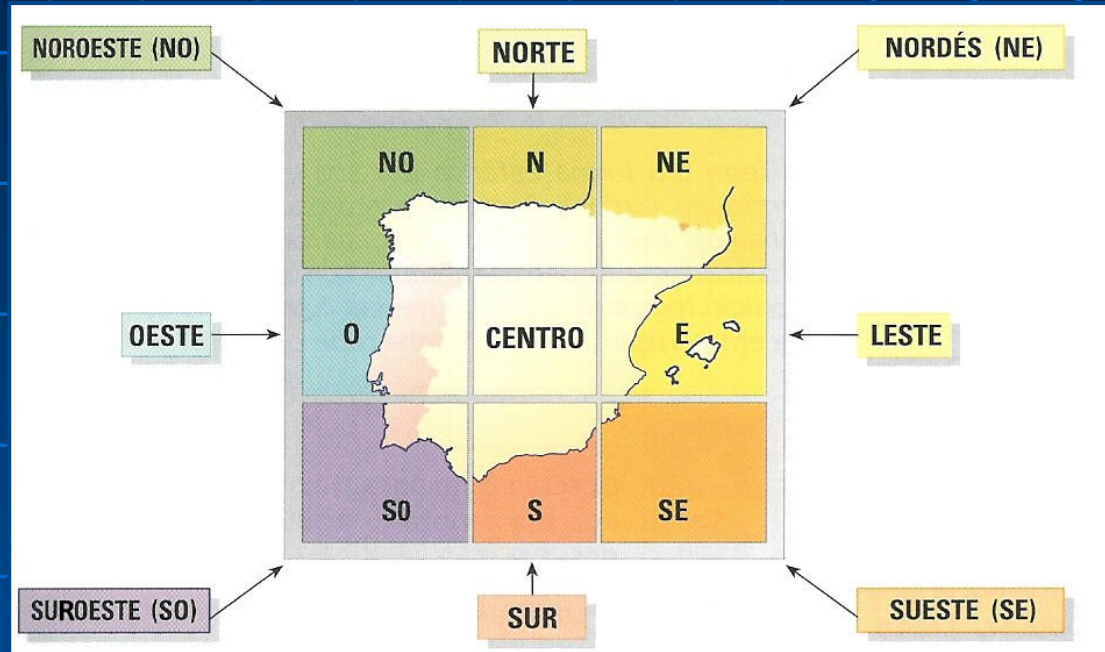 NOROESTE (NO)
NORTE
NORDÉS (NE)
NO
N
NE
OESTE
O
CENTRO
E
LESTE
SO
S
SE
SUROESTE (SO)
SUR
SUESTE (SE)